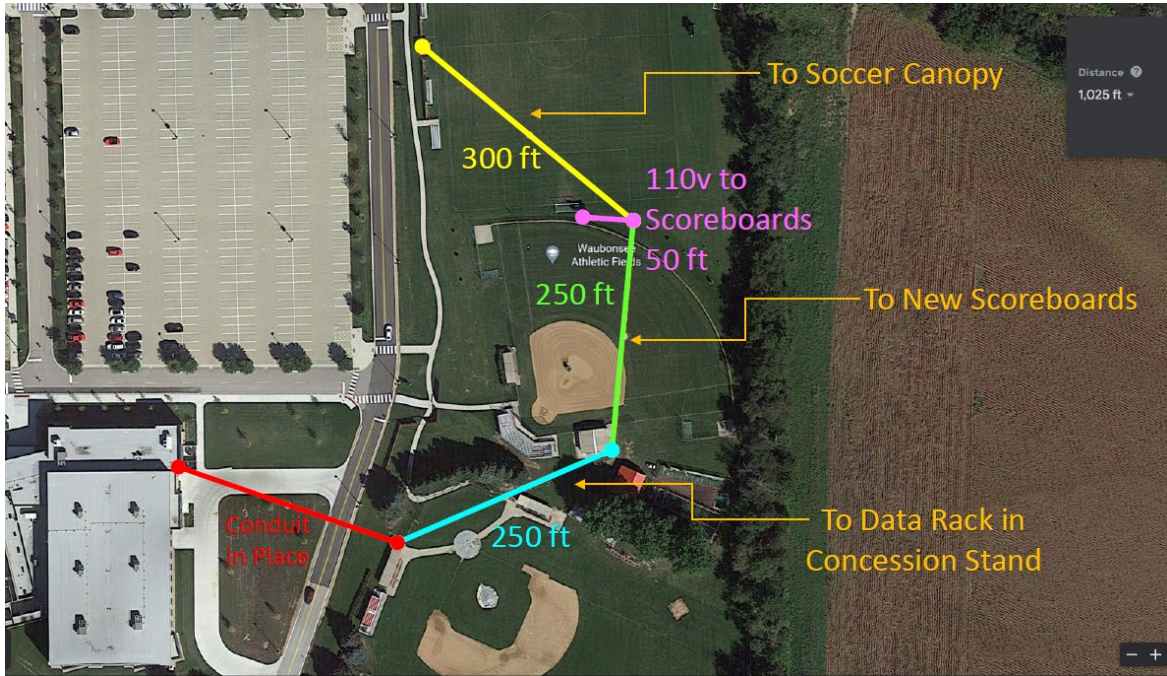 Distance
1,025 ft
To Soccer Canopy
300 ft
110v to
Scoreboards
50 ft
Waubonsee
Athletic Fields
250 ft
To New Scoreboards
Conduit
in Place
250 ft
To Data Rack in
Concession Stand